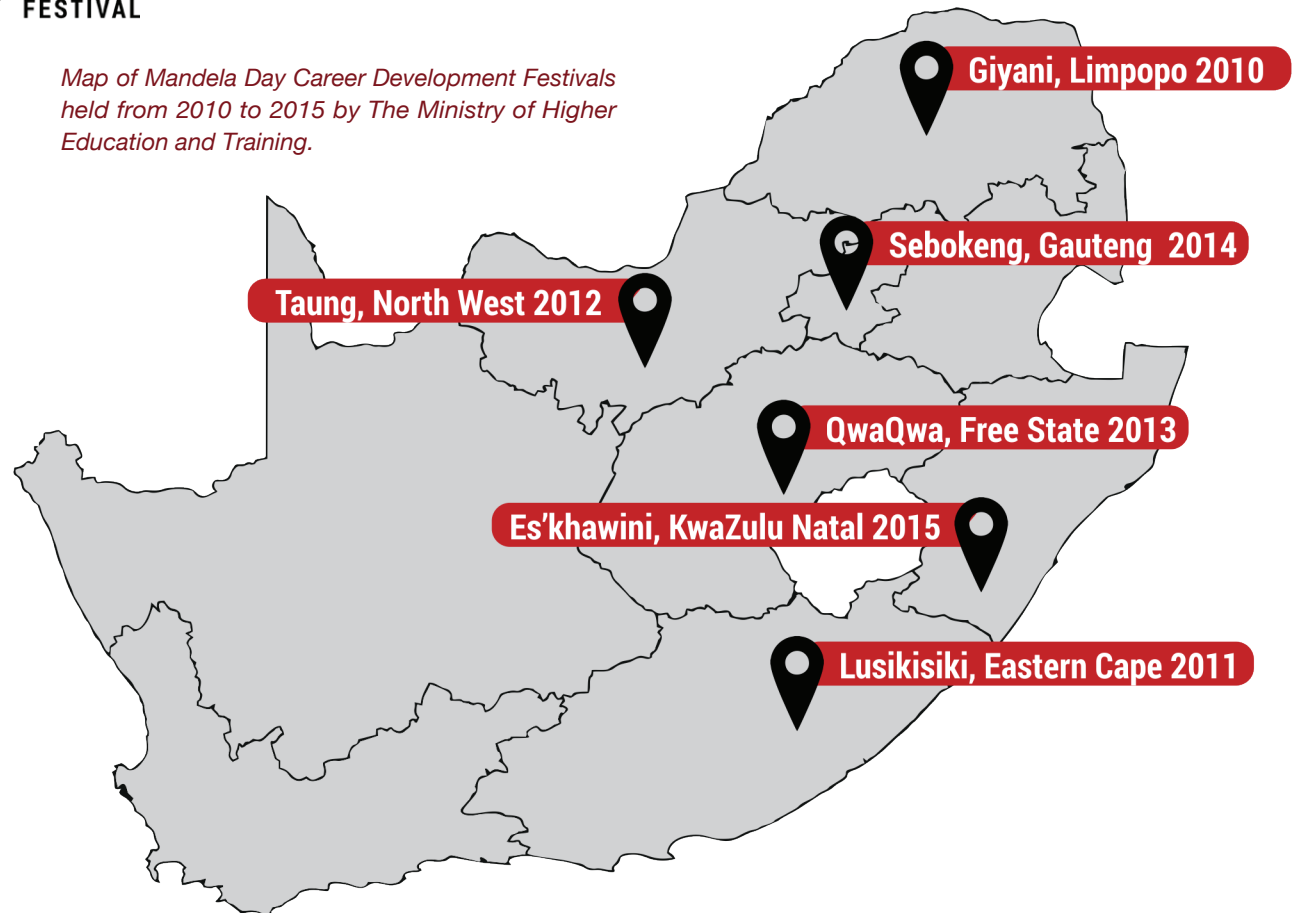 FESTIVAL
Map of Mandela Day Career Development Festivals
held from 2010 to 2015 by The Ministry of Higher
Education and Training.
Giyani, Limpopo 2010
Sebokeng, Gauteng 2014
Taung, North West 2012
QwaQwa, Free State 2013
Es’khawini, KwaZulu Natal 2015
Lusikisiki, Eastern Cape 2011